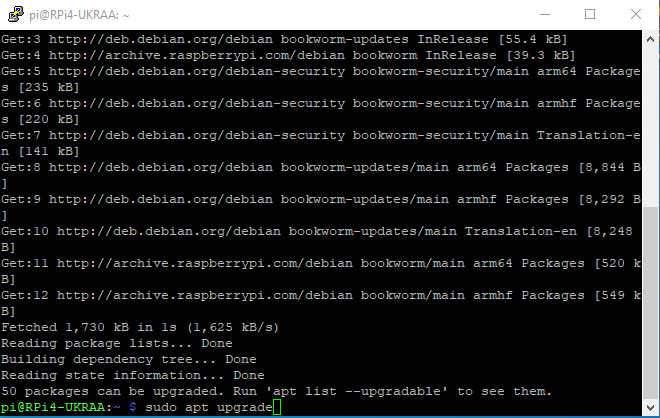 pi@RPi4-UKRAA: ~
Get:3 http://deb.debian.org/debian bookworm-updates InRelease [55.4 kB]
Get:4 http://archive.raspberrypi.com/debian bookworm InRelease [39.3 kB]
Get:5 http://deb.debian.org/debian-security bookworm-security/main arm64 Package
s [235 kB]
Get:6 http://deb.debian.org/debian-security bookworm-security/main armhf Package
s [220 kB]
Get:7 http://deb.debian.org/debian-security bookworm-security/main Translation-e
n [141 kB]
Get:8 http://deb.debian.org/debian bookworm-updates/main arm64 Packages [8,844 B
]
Get:9 http://deb.debian.org/debian bookworm-updates/main armhf Packages [8,292 B
]
Get:10 http://deb.debian.org/debian bookworm-updates/main Translation-en [8,248
B]
Get:11 http://archive.raspberrypi.com/debian bookworm/main arm64 Packages [520 k
B]
Get:12 http://archive.raspberrypi.com/debian bookworm/main armhf Packages [549 k
B]
Fetched 1,730 kB in 1s (1,625 kB/s)
Reading package lists... Done
Building dependency tree... Done
Reading state information... Done
50 packages can be upgraded. Run 'apt list --upgradable' to see them.
pi@RPi4-UKRAA:~ $ sudo apt upgrade